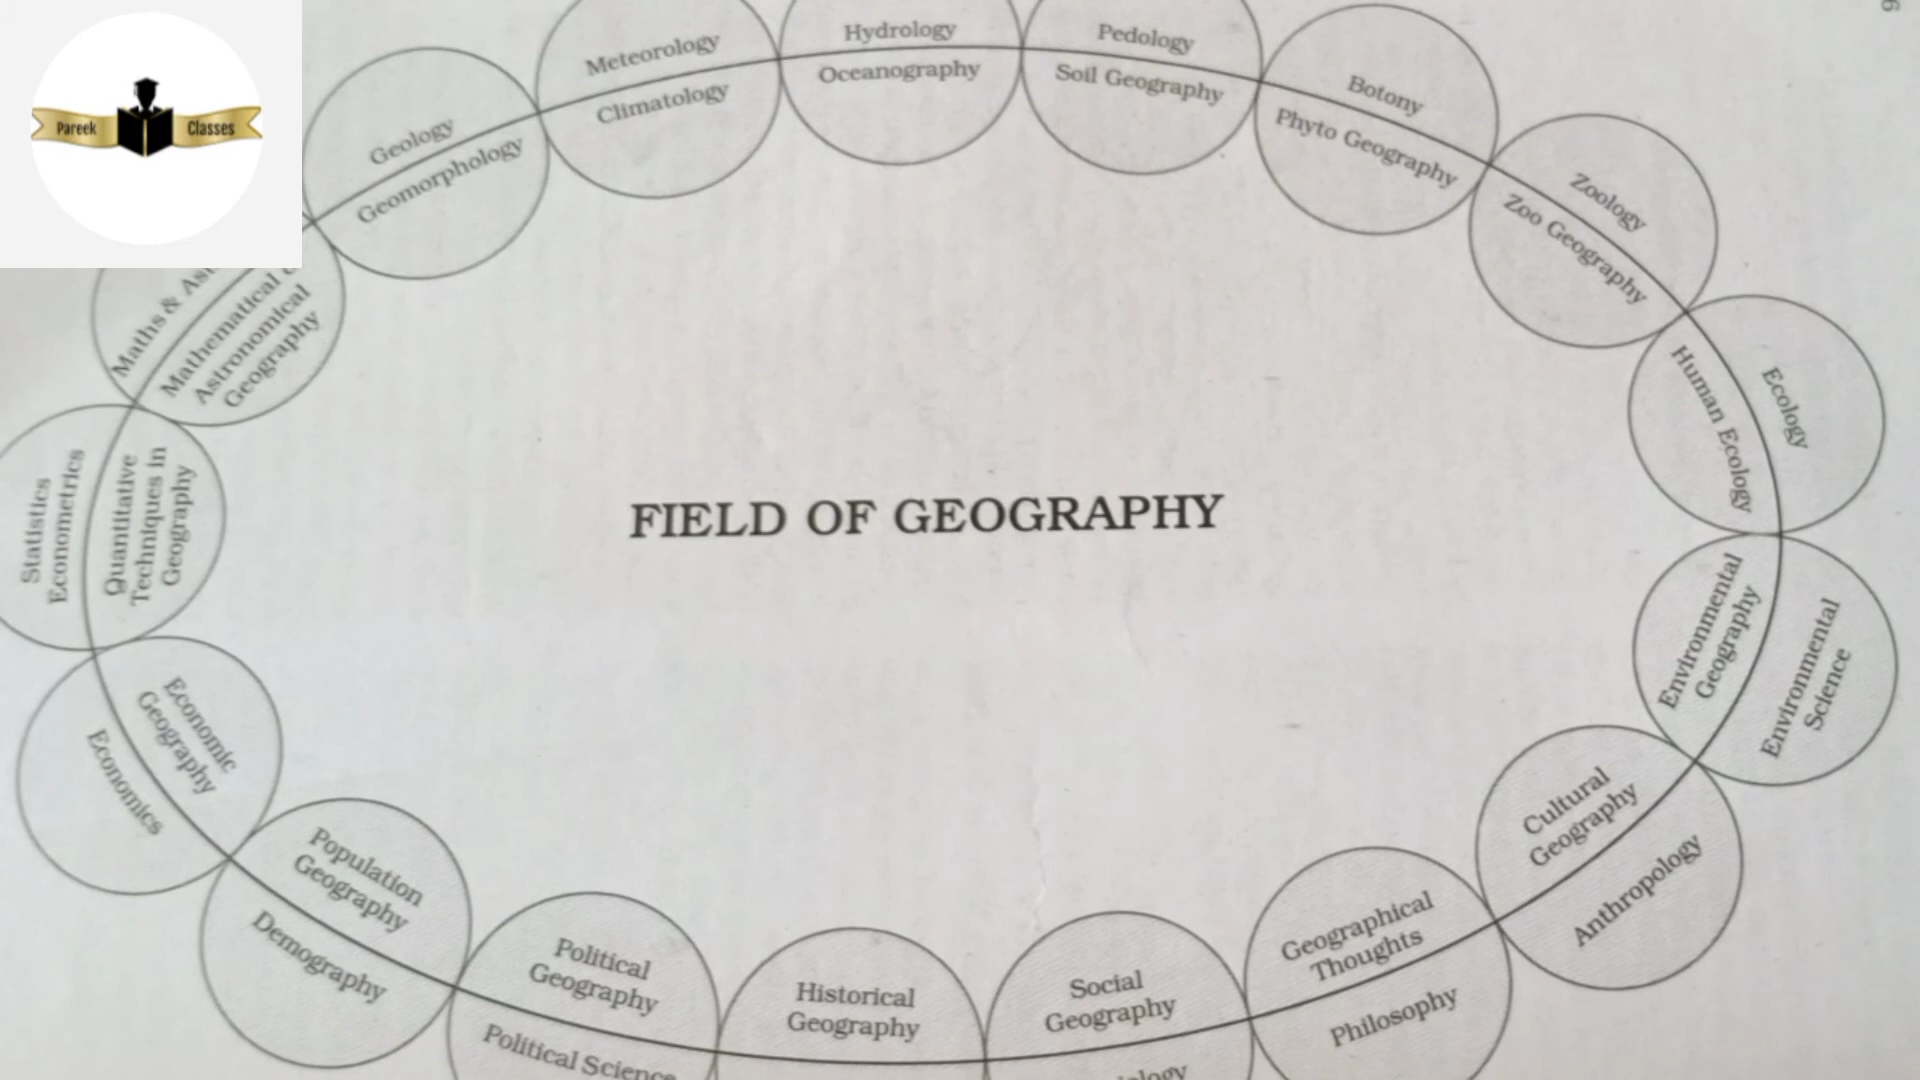 Pareek Classes
Hydrology
Oceanography
Pedology
Soil Geography
Botony
Phyto Geography
Zoology
Zoo Geography
Ecology
Human Ecology
Environmental
Geography
Environmental
Science
Cultural
Geography
Anthropology
Geographical
Thoughts
Philosophy
Social
Geography
Historical
Geography
Political
Geography
Political Science
Population
Geography
Demography
Economic
Geography
Economics
Statistics
Econometrics
Quantitative
Techniques in
Geography
Maths &
Mathematical
Astronomical
Geography
Geology
Geomorphology
Meteorology
Climatology
FIELD OF GEOGRAPHY
6